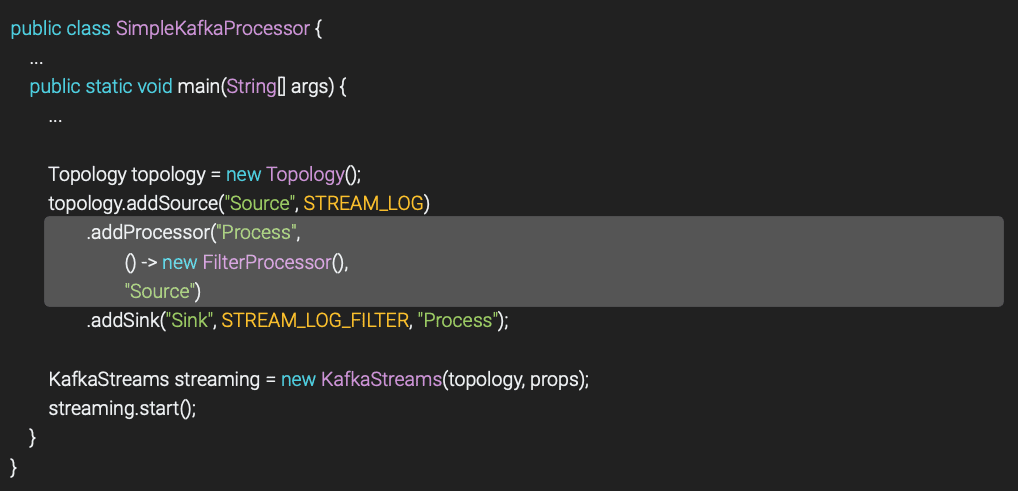 public class SimpleKafkaProcessor {
...
public static void main(String[] args) {
...
Topology topology = new Topology();
topology.addSource("Source", STREAM_LOG)
.addProcessor("Process",
() -> new FilterProcessor(),
"Source")
.addSink("Sink", STREAM_LOG_FILTER, "Process");
KafkaStreams streaming = new KafkaStreams(topology, props);
streaming.start();
}
}